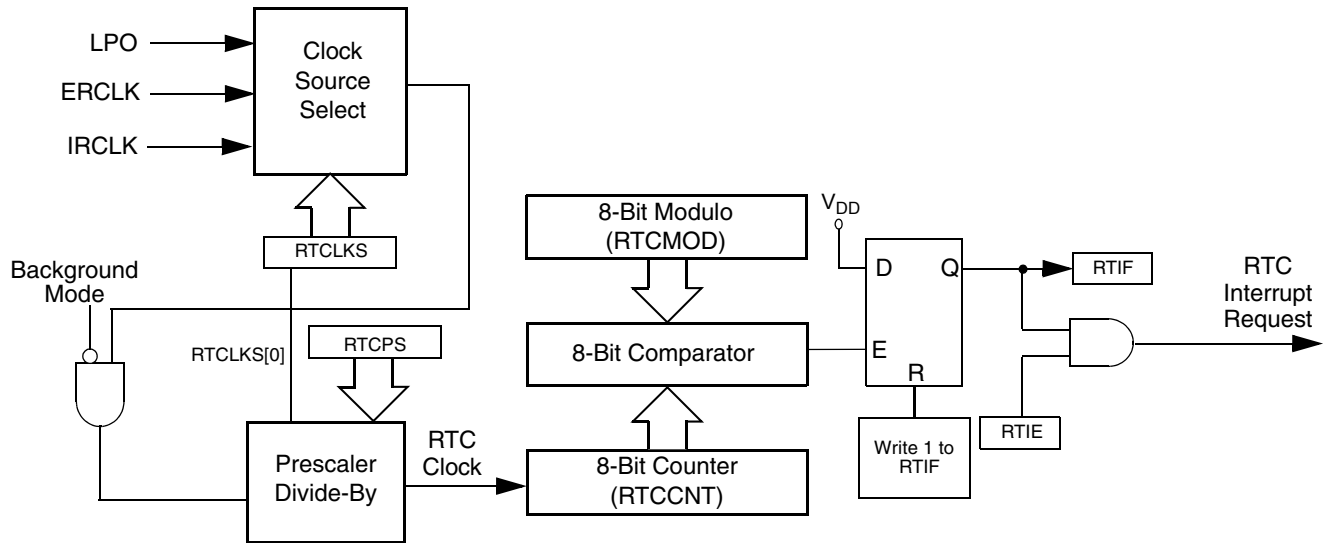 LPO
ERCLK
IRCLK
Clock
Source
Select
RTCLKS
Background
Mode
RTCLKS[0]
RTCPS
Prescaler
Divide-By
RTC
Clock
8-Bit Modulo
(RTCMOD)
8-Bit Comparator
8-Bit Counter
(RTCCNT)
VDD
D
Q
E
R
Write 1 to
RTIF
RTIF
RTIE
RTC
Interrupt
Request